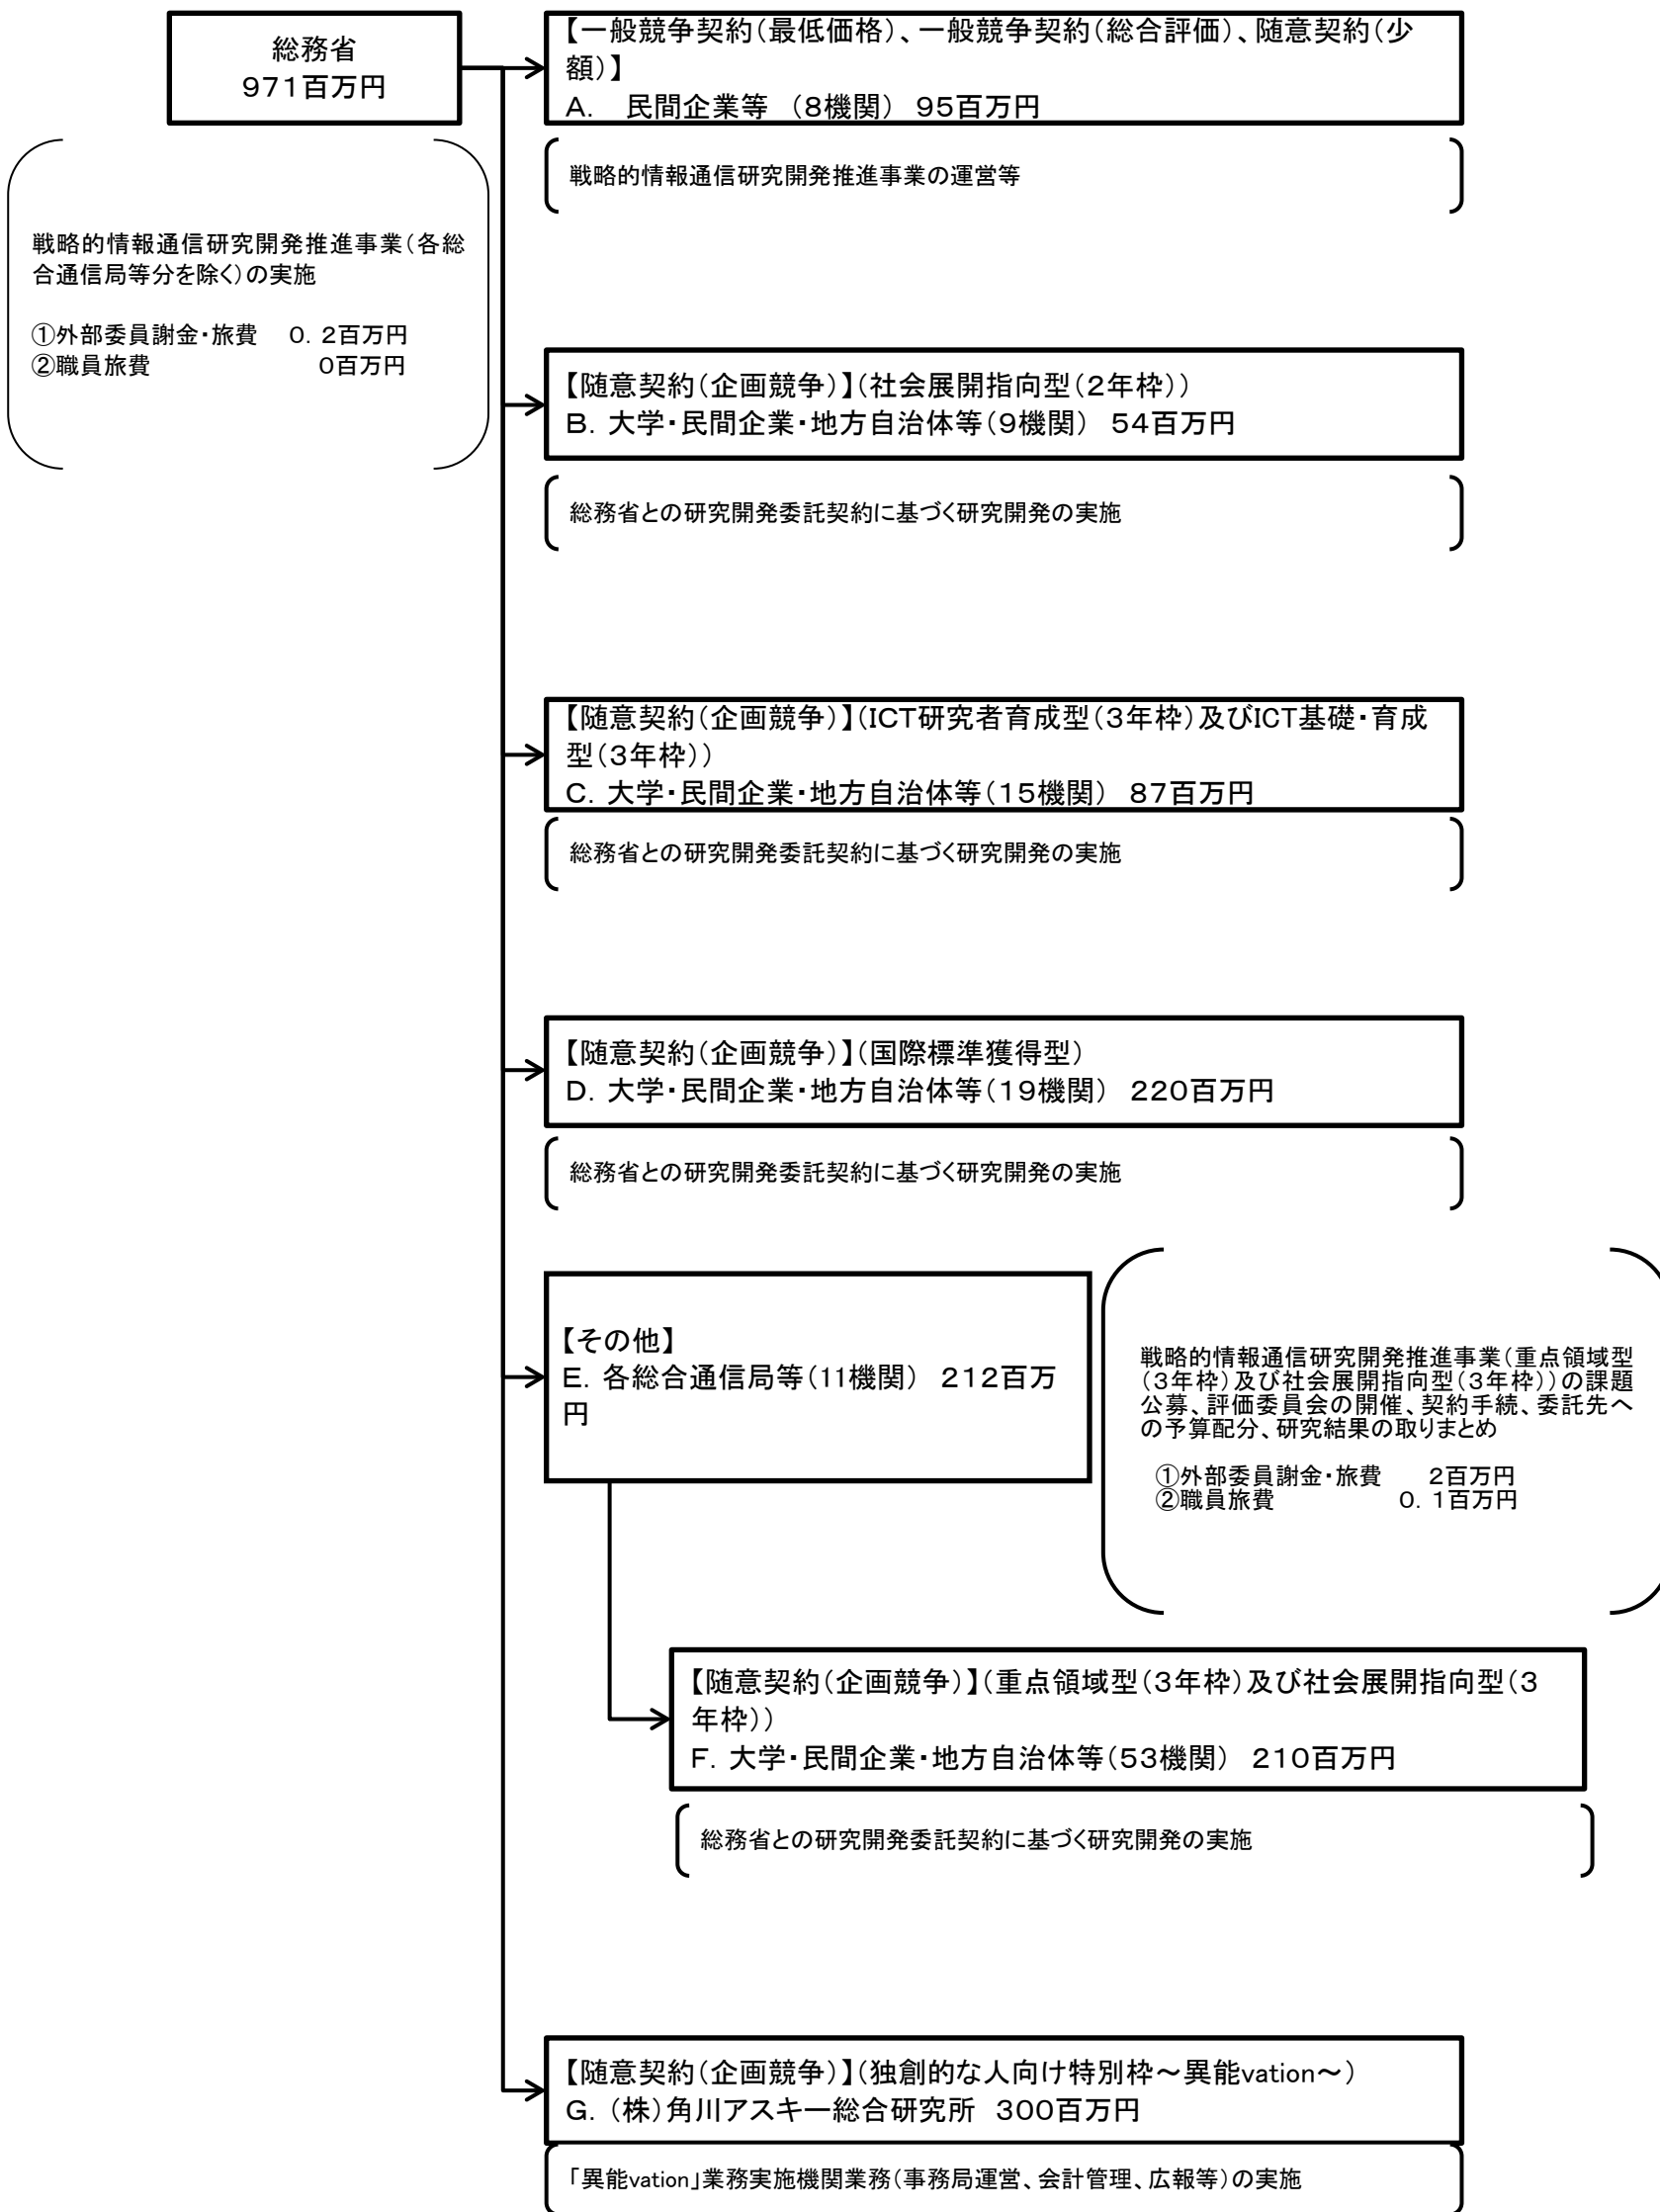 総務省
971百万円
戦略的情報通信研究開発推進事業（各総
合通信局等分を除く）の実施
①外部委員謝金・旅費　０．２百万円
②職員旅費　０百万円
【一般競争契約（最低価格）、一般競争契約（総合評価）、随意契約（少
額）】
Ａ．　民間企業等　（８機関）　95百万円
戦略的情報通信研究開発推進事業の運営等
【随意契約（企画競争）】（社会展開指向型（２年枠））
Ｂ．大学・民間企業・地方自治体等（９機関）　54百万円
総務省との研究開発委託契約に基づく研究開発の実施
【随意契約（企画競争）】（ICT研究者育成型（３年枠）及びICT基礎・育成
型（３年枠））
Ｃ．大学・民間企業・地方自治体等（15機関）　87百万円
総務省との研究開発委託契約に基づく研究開発の実施
【随意契約（企画競争）】（国際標準獲得型）
Ｄ．大学・民間企業・地方自治体等（19機関）　220百万円
総務省との研究開発委託契約に基づく研究開発の実施
【その他】
Ｅ．各総合通信局等（11機関）　212百万
円
戦略的情報通信研究開発推進事業（重点領域型
（３年枠）及び社会展開指向型（３年枠））の課題
公募、評価委員会の開催、契約手続、委託先へ
の予算配分、研究結果の取りまとめ
①外部委員謝金・旅費　２百万円
②職員旅費　０．１百万円
【随意契約（企画競争）】（重点領域型（３年枠）及び社会展開指向型（３
年枠））
Ｆ．大学・民間企業・地方自治体等（53機関）　210百万円
総務省との研究開発委託契約に基づく研究開発の実施
【随意契約（企画競争）】（独創的な人向け特別枠～異能vation～）
Ｇ．（株）角川アスキー総合研究所　300百万円
「異能vation」業務実施機関業務（事務局運営、会計管理、広報等）の実施